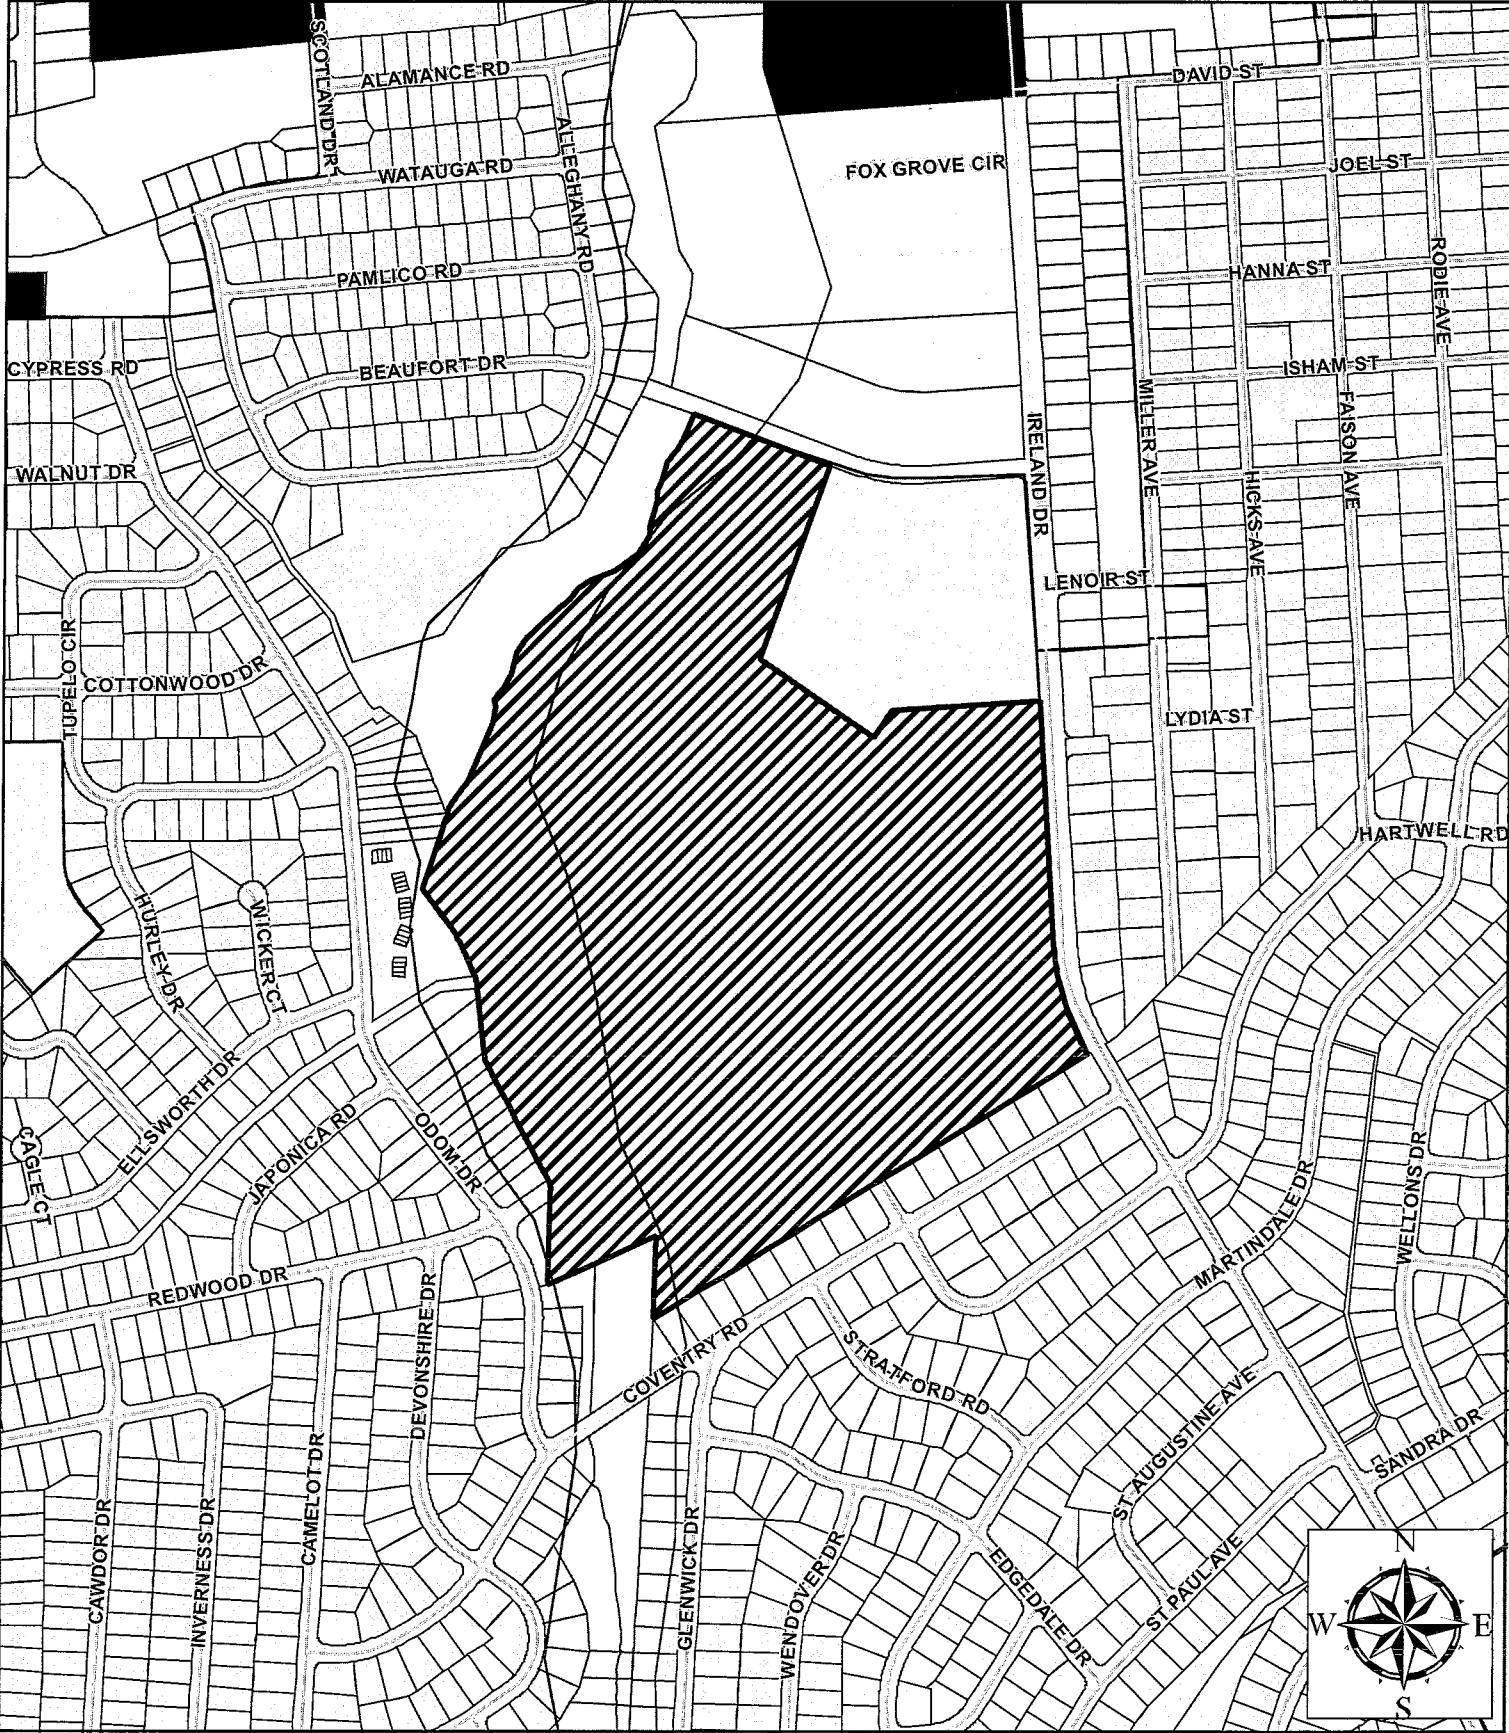 SCOTLAND DR
ALAMANCE RD
DAVID ST
ALLEGHANY RD
WATAUGA RD
FOX GROVE CIR
JOEL ST
PAMLICO RD
HANNA ST
RODIE AVE
CYPRESS RD
BEAUFORT DR
ISHAM ST
MILLER AVE
FAISON AVE
IRELAND DR
WALNUT DR
HICKS AVE
LENOIR ST
TUPELO CIR
COTTONWOOD DR
LYDIA ST
HARTWELL RD
HURLEY DR
WICKER CT
ELLSWORTH DR
CAGLE CT
JAPONICA RD
ODOM DR
WELLONS DR
MARTINDALE DR
REDWOOD DR
DEVONSHIRE DR
COVENTRY RD
STRATFORD RD
ST AUGUSTINE AVE
SANDRA DR
CAMELOT DR
CAWDOR DR
INVERNESS DR
GLENWICK DR
WENDOVER DR
EDGEDALE DR
ST PAUL AVE
N
W
E
S